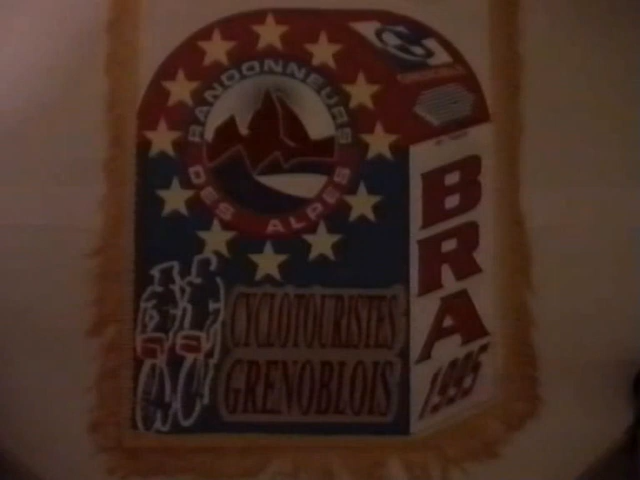 RANDONNEURS
DES ALPES
BRA
1995
CYCLOTOURISTES
GRENOBLOIS